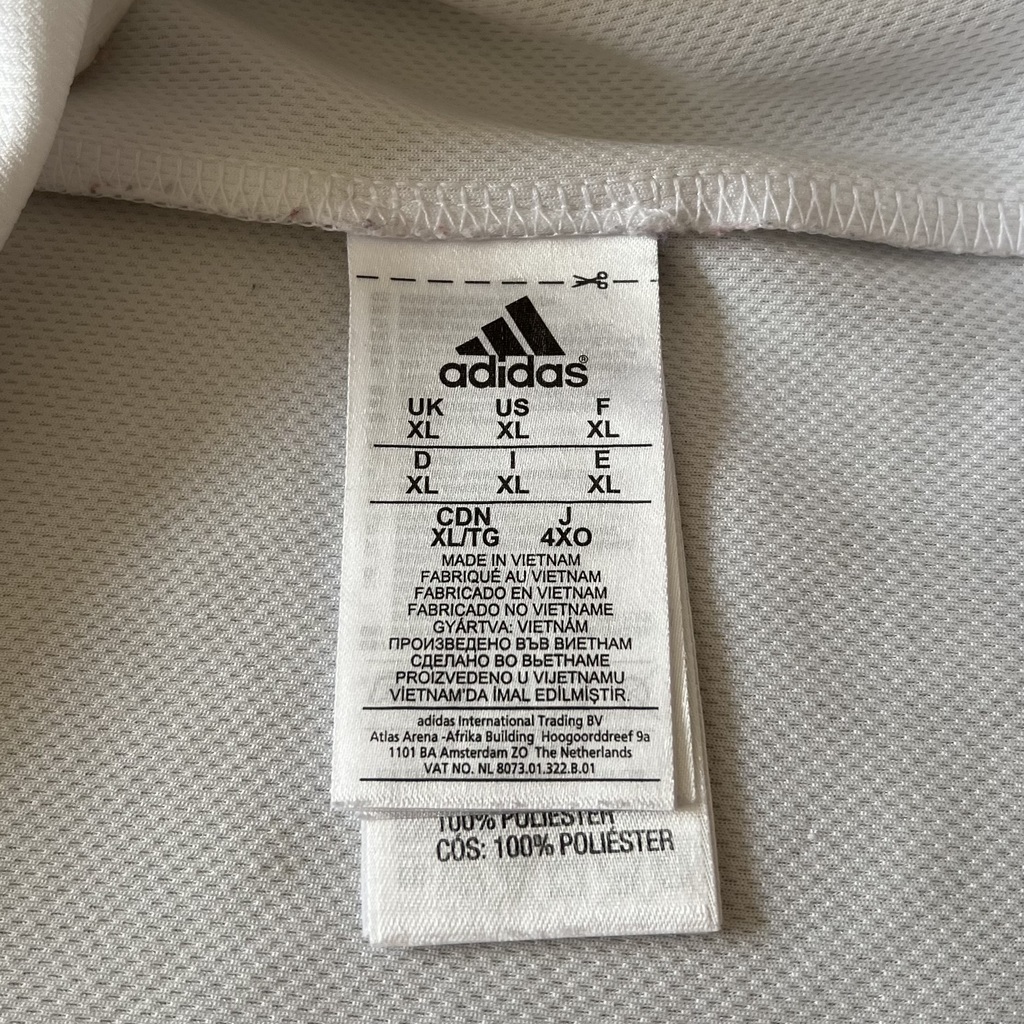 adidas®
UK US F
XL XL XL
D I E
XL XL XL
CDN J
XL/TG 4XO
MADE IN VIETNAM
FABRIQUÉ AU VIETNAM
FABRICADO EN VIETNAM
FABRICADO NO VIETNAME
GYÁRTVA: VIETNÁM
ПРОИЗВЕДЕНО ВЪВ ВИЕТНАМ
СДЕЛАНО ВО ВЬЕТНАМЕ
PROIZVEDENO U VIJETNAMU
VİETNAM'DA İMAL EDİLMİŞTİR.
adidas International Trading BV
Atlas Arena -Afrika Building Hoogoorddreef 9a
1101 BA Amsterdam ZO The Netherlands
VAT NO. NL 8073.01.322.B.01
100% POLIÉSTER
CÓS: 100% POLIÉSTER